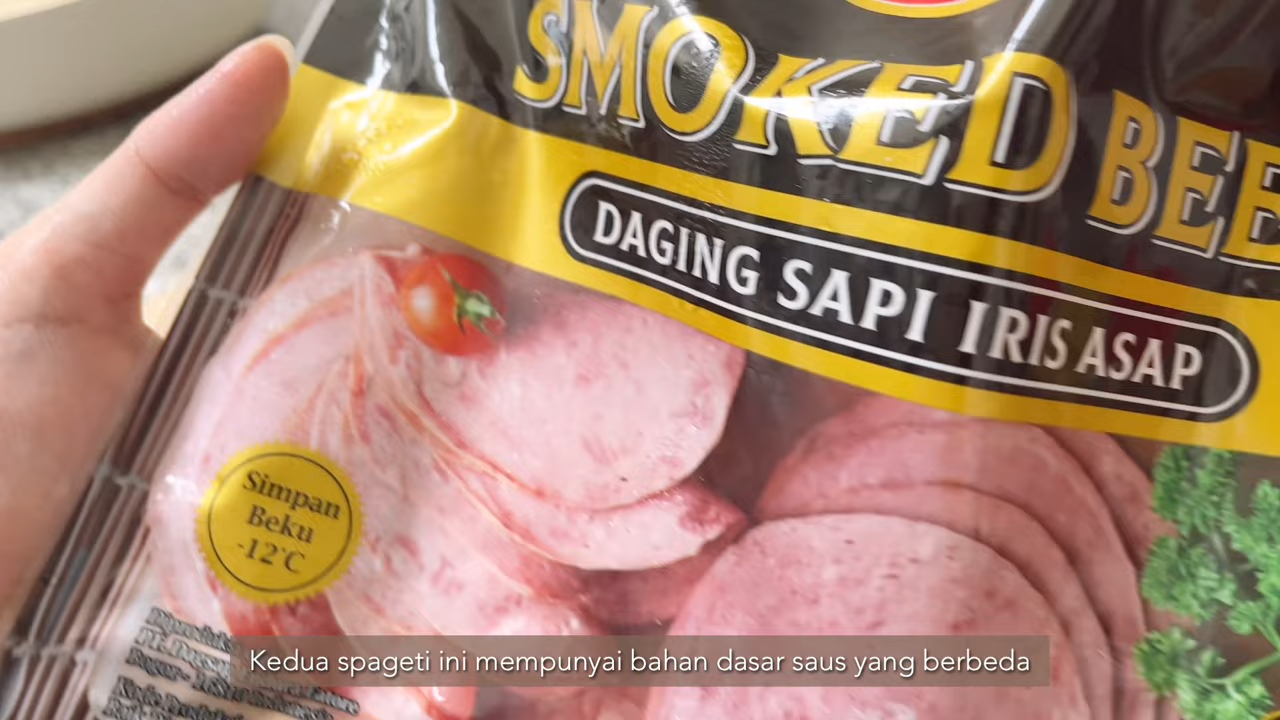 SMOKED BEE
DAGING SAPI IRIS ASAP
Simpan
Beku
-12°C
Kedua spageti ini mempunyai bahan dasar saus yang berbeda